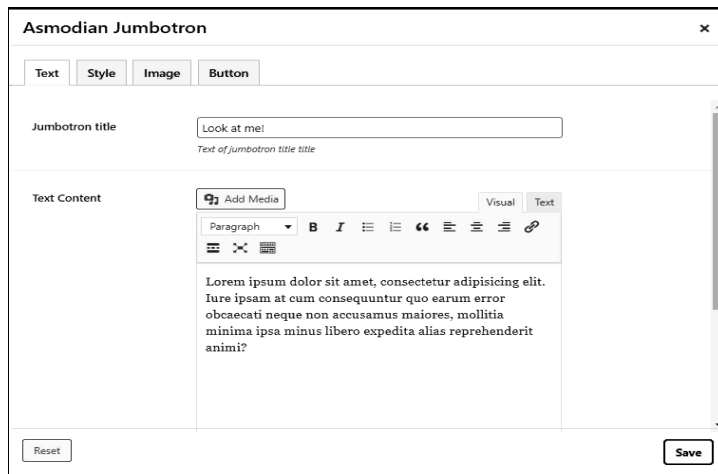 Asmodian Jumbotron
×
Text Style Image Button
Jumbotron title
Look at me!
Text of jumbotron title title
Text Content
Add Media
Visual Text
Paragraph B I
Lorem ipsum dolor sit amet, consectetur adipisicing elit.
Iure ipsam at cum consequuntur quo earum error
obcaecati neque non accusamus maiores, mollitia
minima ipsa minus libero expedita alias reprehenderit
animi?
Reset Save